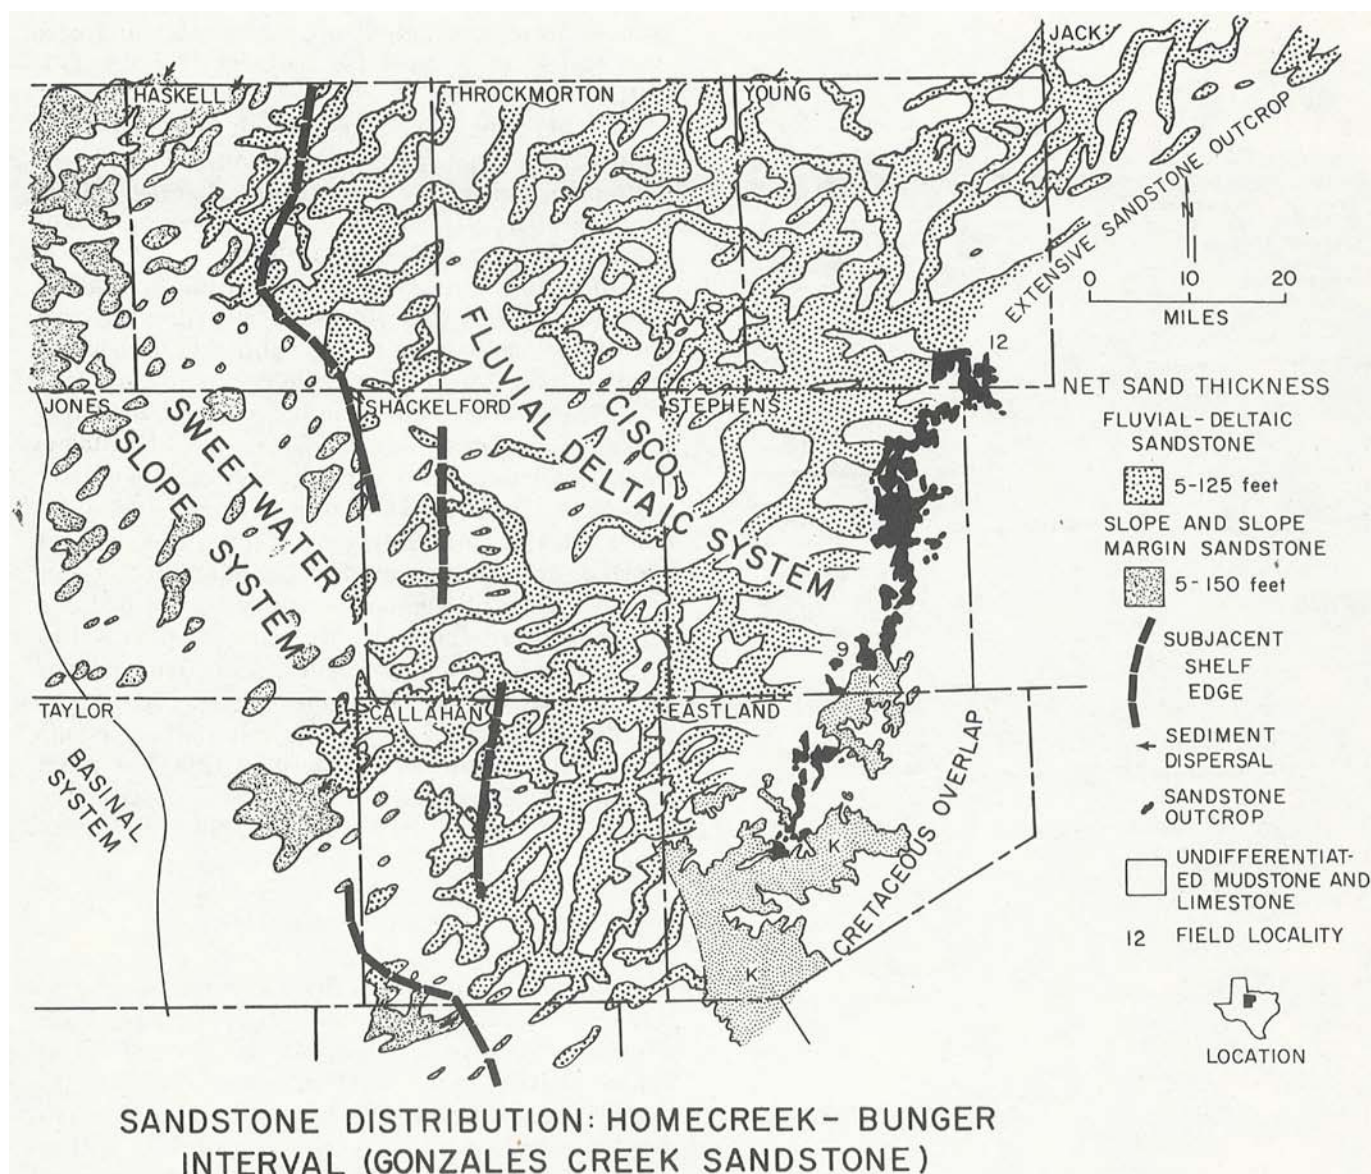 JACK
HASKELL
THROCKMORTON
YOUNG
EXTENSIVE SANDSTONE OUTCROP
N
0 10 20
MILES
12
FLUVIAL DELTAIC SYSTEM
CISCO
JONES
SHACKELFORD
STEPHENS
SWEETWATER
SLOPE SYSTEM
9
K
TAYLOR
CALLAHAN
EASTLAND
BASINAL
SYSTEM
K
K
CRETACEOUS OVERLAP
NET SAND THICKNESS
FLUVIAL-DELTAIC
SANDSTONE
5-125 feet
SLOPE AND SLOPE
MARGIN SANDSTONE
5-150 feet
SUBJACENT
SHELF
EDGE
SEDIMENT
DISPERSAL
SANDSTONE
OUTCROP
UNDIFFERENTIAT-
ED MUDSTONE AND
LIMESTONE
12 FIELD LOCALITY
LOCATION
SANDSTONE DISTRIBUTION: HOMECREEK-BUNGER
INTERVAL (GONZALES CREEK SANDSTONE)